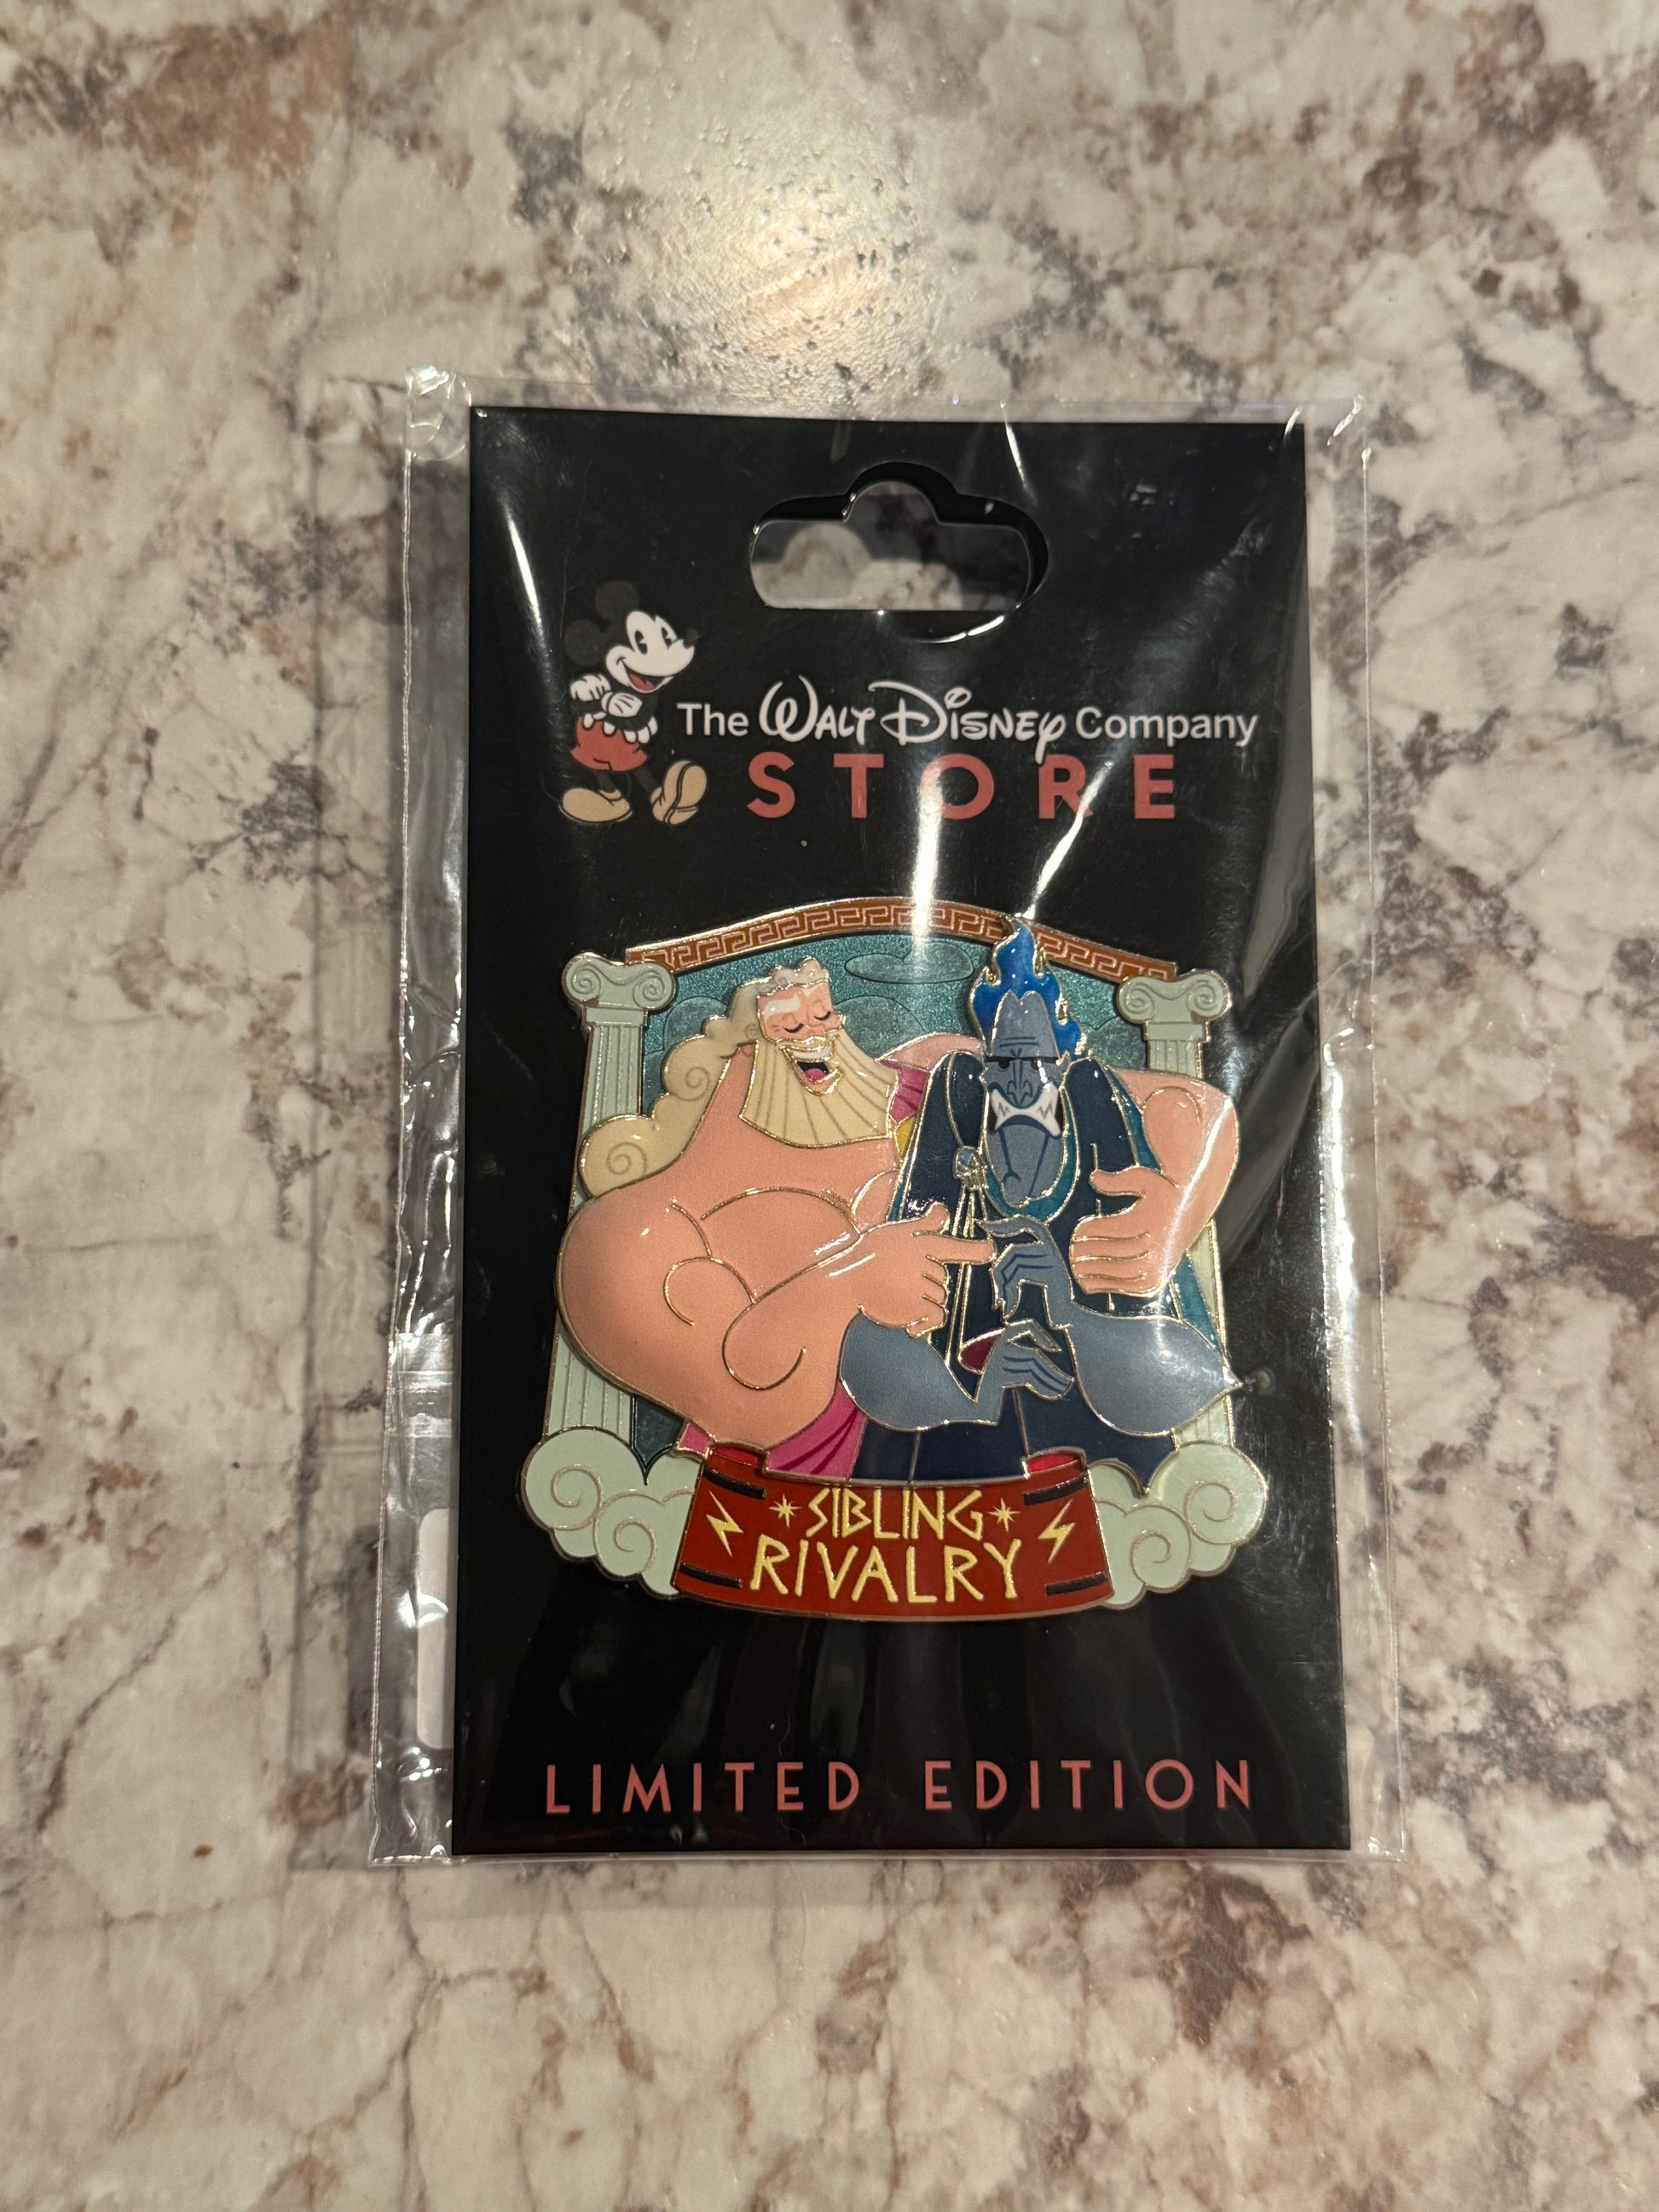 The WALT DISNEY Company
STORE
SIBLING
RIVALRY
LIMITED EDITION